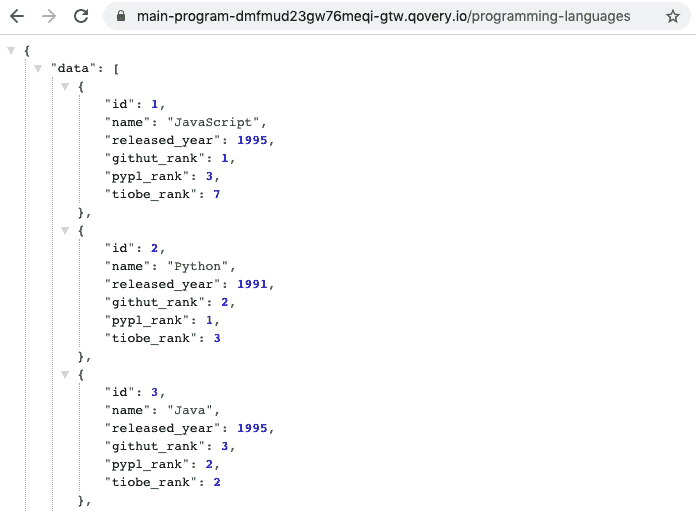 main-program-dmfmud23gw76meqi-gtw.qovery.io/programming-languages
{
"data": [
{
"id": 1,
"name": "JavaScript",
"released_year": 1995,
"githut_rank": 1,
"pypl_rank": 3,
"tiobe_rank": 7
},
{
"id": 2,
"name": "Python",
"released_year": 1991,
"githut_rank": 2,
"pypl_rank": 1,
"tiobe_rank": 3
},
{
"id": 3,
"name": "Java",
"released_year": 1995,
"githut_rank": 3,
"pypl_rank": 2,
"tiobe_rank": 2
},